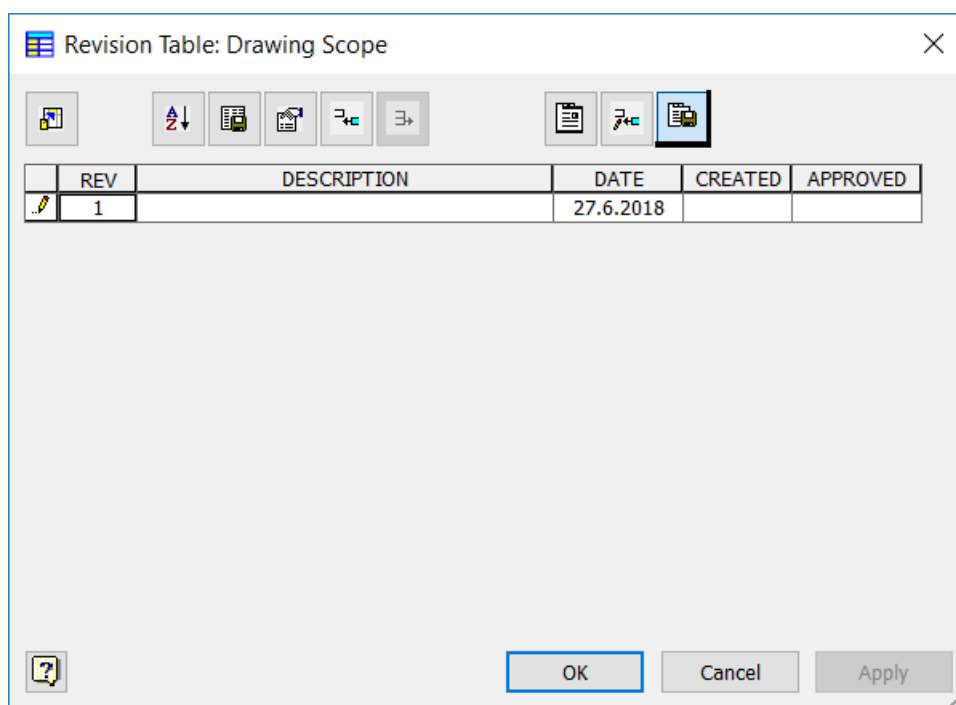 Revision Table: Drawing Scope
REV DESCRIPTION DATE CREATED APPROVED
1 27.6.2018
OK Cancel Apply